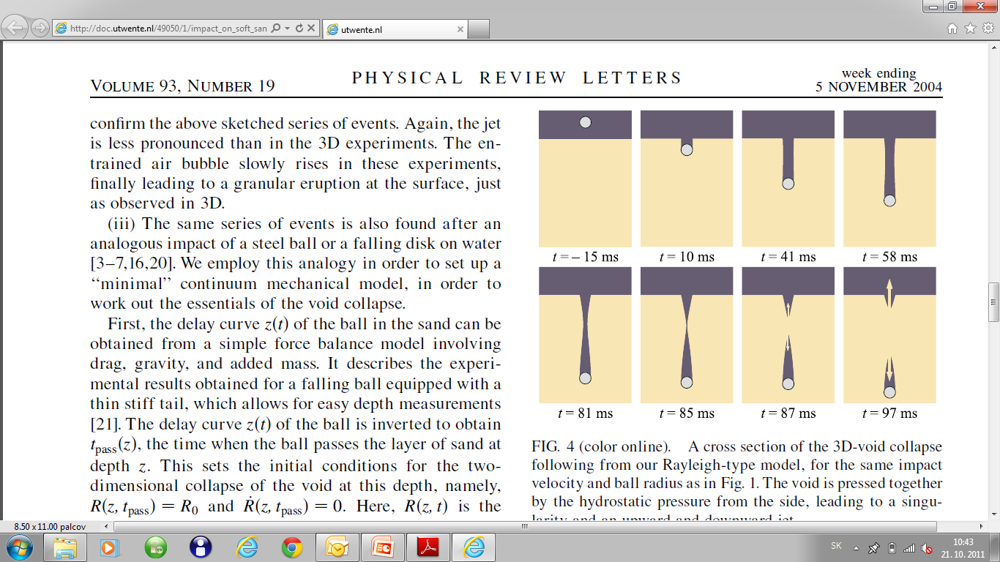 http://doc.utwente.nl/49050/1/impact_on_soft_san
utwente.nl
VOLUME 93, NUMBER 19
PHYSICAL REVIEW LETTERS
week ending
5 NOVEMBER 2004
confirm the above sketched series of events. Again, the jet
is less pronounced than in the 3D experiments. The en-
trained air bubble slowly rises in these experiments,
finally leading to a granular eruption at the surface, just
as observed in 3D.
(iii) The same series of events is also found after an
analogous impact of a steel ball or a falling disk on water
[3–7,16,20]. We employ this analogy in order to set up a
‘‘minimal’’ continuum mechanical model, in order to
work out the essentials of the void collapse.
First, the delay curve z(t) of the ball in the sand can be
obtained from a simple force balance model involving
drag, gravity, and added mass. It describes the experi-
mental results obtained for a falling ball equipped with a
thin stiff tail, which allows for easy depth measurements
[21]. The delay curve z(t) of the ball is inverted to obtain
tpass(z), the time when the ball passes the layer of sand at
depth z. This sets the initial conditions for the two-
dimensional collapse of the void at this depth, namely,
R(z, tpass) = R0 and Ṙ(z, tpass) = 0. Here, R(z, t) is the
t = – 15 ms
t = 10 ms
t = 41 ms
t = 58 ms
t = 81 ms
t = 85 ms
t = 87 ms
t = 97 ms
FIG. 4 (color online). A cross section of the 3D-void collapse
following from our Rayleigh-type model, for the same impact
velocity and ball radius as in Fig. 1. The void is pressed together
by the hydrostatic pressure from the side, leading to a singu-
larity and an upward and downward jet.
8.50 x 11.00 palcov
SK
10:43
21. 10. 2011